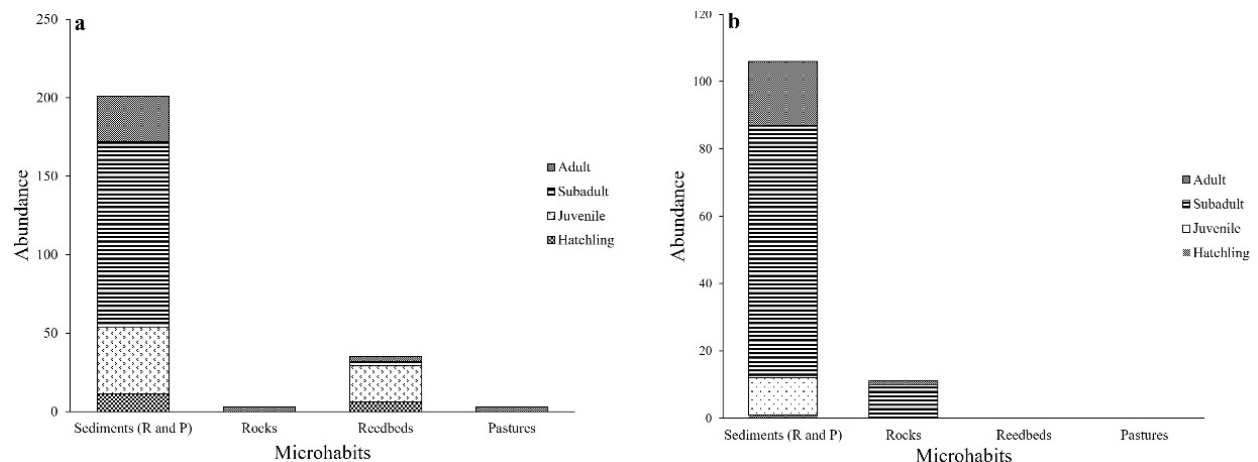 a
250
200
150
100
50
0
Abundance
Sediments (R and P)
Rocks
Reedbeds
Pastures
Microhabits
Adult
Subadult
Juvenile
Hatchling
b
120
100
80
60
40
20
0
Abundance
Sediments (R and P)
Rocks
Reedbeds
Pastures
Microhabits
Adult
Subadult
Juvenile
Hatchling